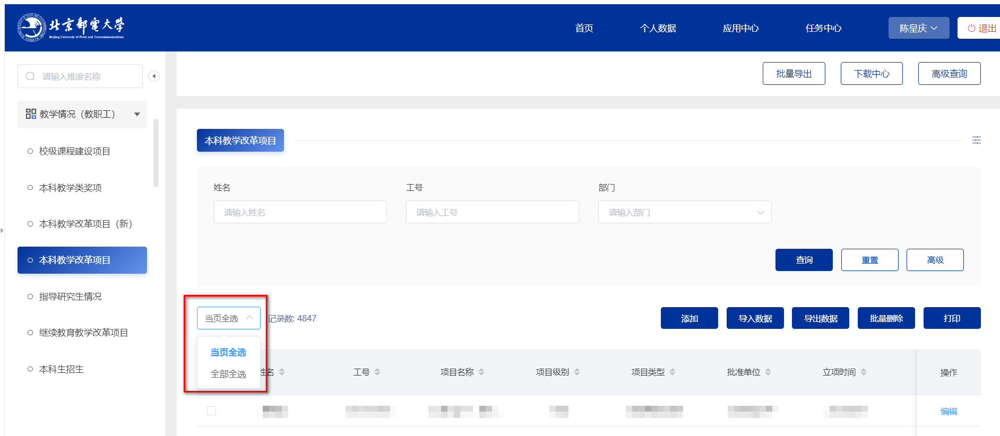 北京郵電大學
Beijing University of Posts and Telecommunications
首页
个人数据
应用中心
任务中心
陈皇庆
退出
请输入维度名称
教学情况（教职工）
校级课程建设项目
本科教学类奖项
本科教学改革项目（新）
本科教学改革项目
指导研究生情况
继续教育教学改革项目
本科生招生
批量导出
下载中心
高级查询
本科教学改革项目
姓名
工号
部门
请输入姓名
请输入工号
请输入部门
查询
重置
高级
当页全选
记录数: 4847
添加
导入数据
导出数据
批量删除
打印
当页全选
全部全选
姓名
工号
项目名称
项目级别
项目类型
批准单位
立项时间
操作
编辑